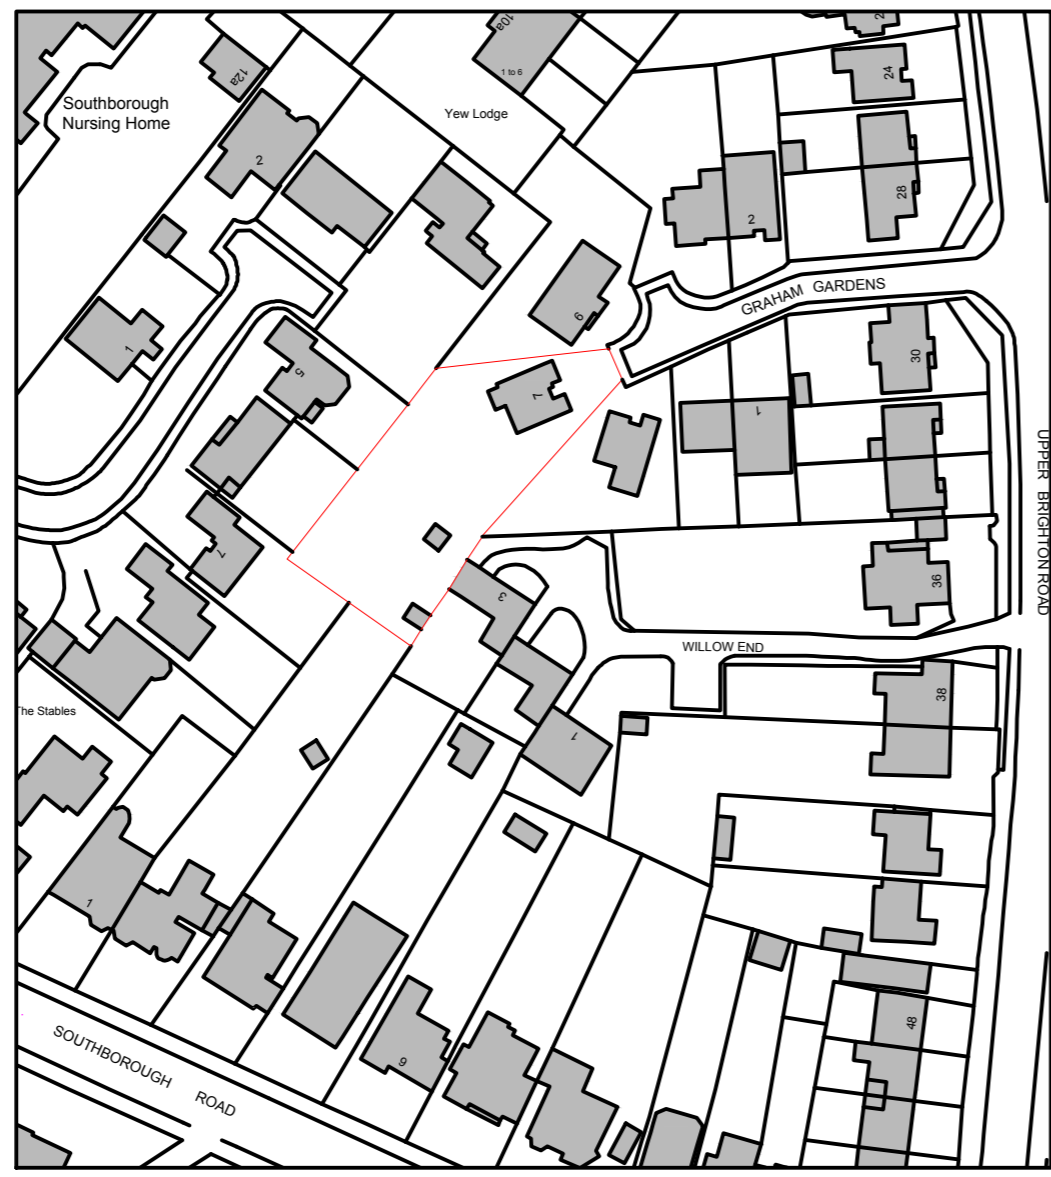 10a
2
24
12a
1 to 6
Southborough
Nursing Home
Yew Lodge
2
28
2
GRAHAM GARDENS
6
1
30
5
7
1
UPPER BRIGHTON ROAD
7
3
36
WILLOW END
38
The Stables
1
1
48
9
SOUTHBOROUGH ROAD